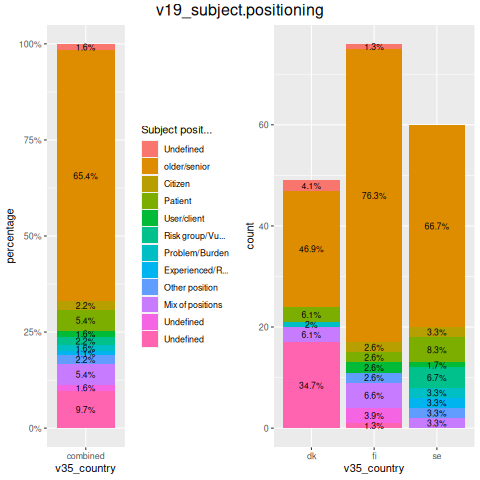 v19_subject.positioning
percentage
100%
75%
50%
25%
0%
1.6%
65.4%
2.2%
5.4%
1.6%
2.2%
1.6%
1.1%
2.2%
5.4%
1.6%
9.7%
combined
v35_country
Subject posit...
Undefined
older/senior
Citizen
Patient
User/client
Risk group/Vu...
Problem/Burden
Experienced/R...
Other position
Mix of positions
Undefined
Undefined
count
60
40
20
0
4.1%
46.9%
6.1%
2%
6.1%
34.7%
1.3%
76.3%
2.6%
2.6%
2.6%
2.6%
6.6%
3.9%
1.3%
66.7%
3.3%
8.3%
1.7%
6.7%
3.3%
3.3%
3.3%
3.3%
dk
fi
se
v35_country